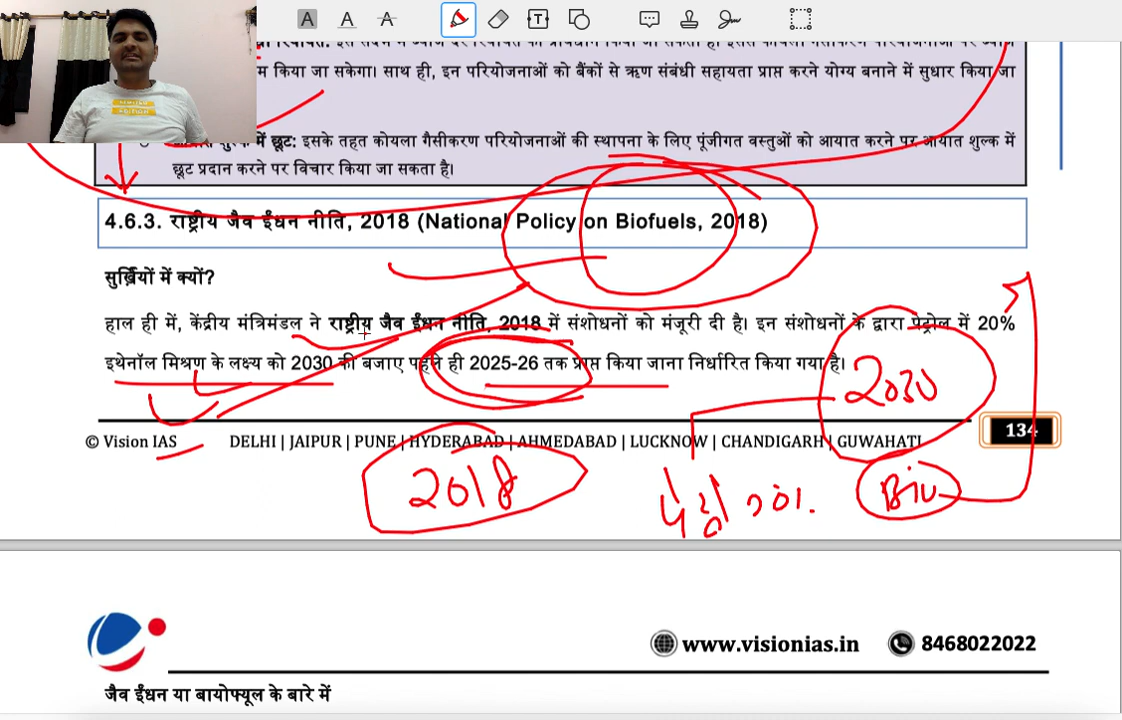 A A A T
म किया जा सकेगा। साथ ही, इन परियोजनाओं को बैंकों से ऋण संबंधी सहायता प्राप्त करने योग्य बनाने में सुधार किया जा
में छूट: इसके तहत कोयला गैसीकरण परियोजनाओं की स्थापना के लिए पूंजीगत वस्तुओं को आयात करने पर आयात शुल्क में
छूट प्रदान करने पर विचार किया जा सकता है।
4.6.3. राष्ट्रीय जैव ईंधन नीति, 2018 (National Policy on Biofuels, 2018)
सुर्ख़ियों में क्यों?
हाल ही में, केंद्रीय मंत्रिमंडल ने राष्ट्रीय जैव ईंधन नीति, 2018 में संशोधनों को मंजूरी दी है। इन संशोधनों के द्वारा पेट्रोल में 20%
इथेनॉल मिश्रण के लक्ष्य को 2030 की बजाए पहले ही 2025-26 तक प्राप्त किया जाना निर्धारित किया गया है।
2030
© Vision IAS DELHI | JAIPUR | PUNE | HYDERABAD | AHMEDABAD | LUCKNOW | CHANDIGARH | GUWAHATI 134
2018
www.visionias.in 8468022022
जैव ईंधन या बायोफ्यूल के बारे में